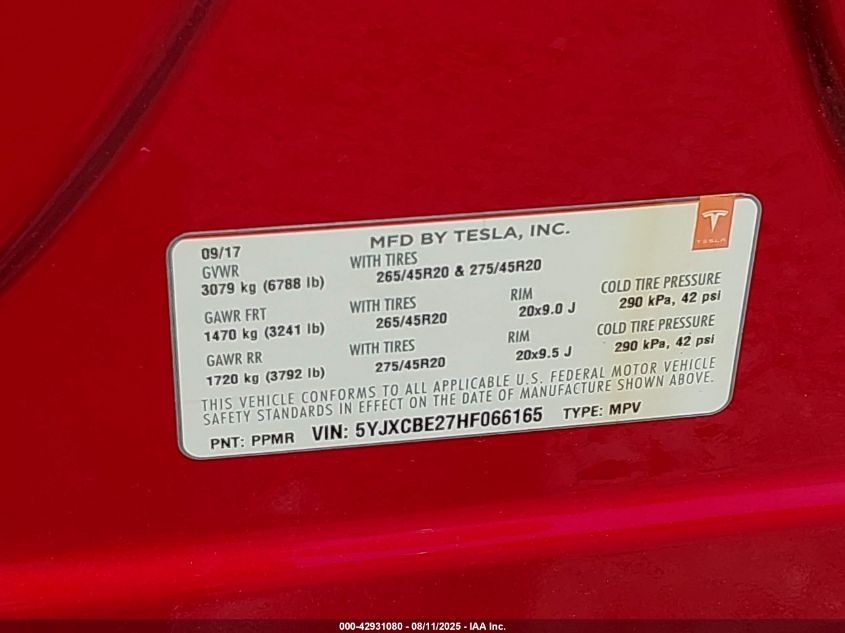 09/17
MFD BY TESLA, INC.
TESLA
GVWR
3079 kg (6788 lb)
WITH TIRES
265/45R20 & 275/45R20
GAWR FRT
1470 kg (3241 lb)
WITH TIRES
265/45R20
RIM
20x9.0 J
COLD TIRE PRESSURE
290 kPa, 42 psi
GAWR RR
1720 kg (3792 lb)
WITH TIRES
275/45R20
RIM
20x9.5 J
COLD TIRE PRESSURE
290 kPa, 42 psi
THIS VEHICLE CONFORMS TO ALL APPLICABLE U.S. FEDERAL MOTOR VEHICLE
SAFETY STANDARDS IN EFFECT ON THE DATE OF MANUFACTURE SHOWN ABOVE.
PNT: PPMR VIN: 5YJXCBE27HF066165 TYPE: MPV
000-42931080 - 08/11/2025 - IAA Inc.